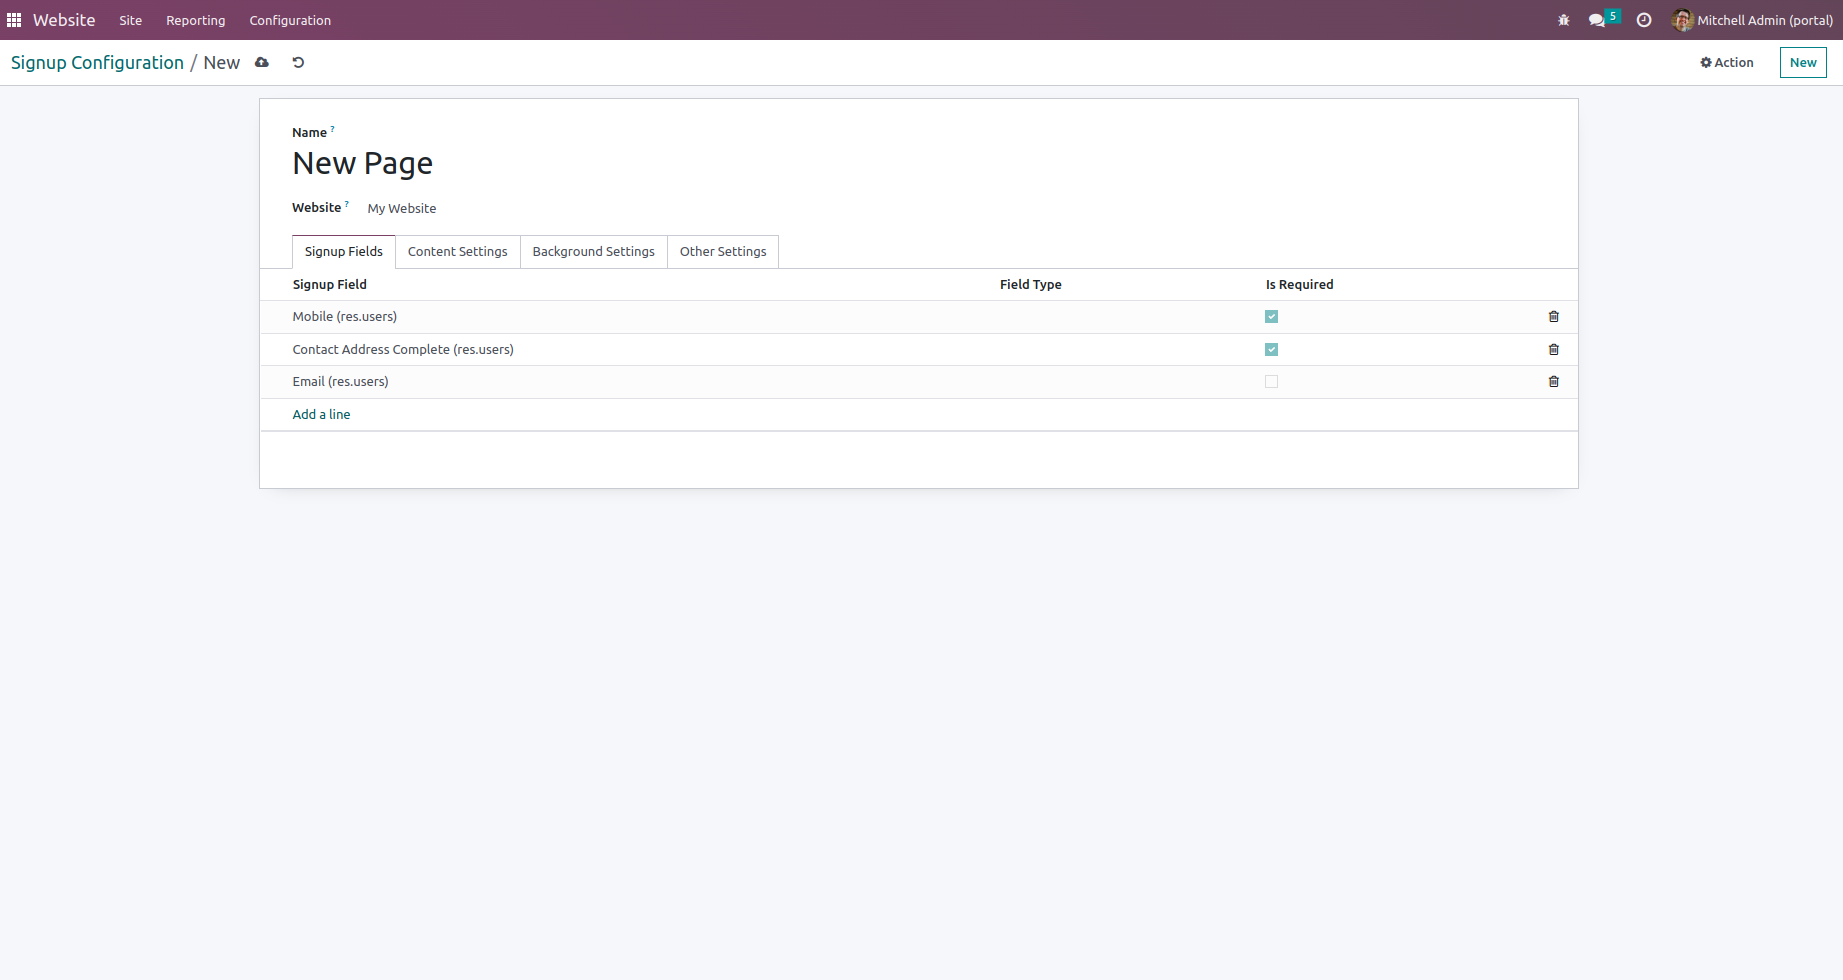 Website Site Reporting Configuration 5 Mitchell Admin (portal)
Signup Configuration / New Action New
Name ?
New Page
Website ? My Website
Signup Fields Content Settings Background Settings Other Settings
Signup Field Field Type Is Required
Mobile (res.users)
Contact Address Complete (res.users)
Email (res.users)
Add a line